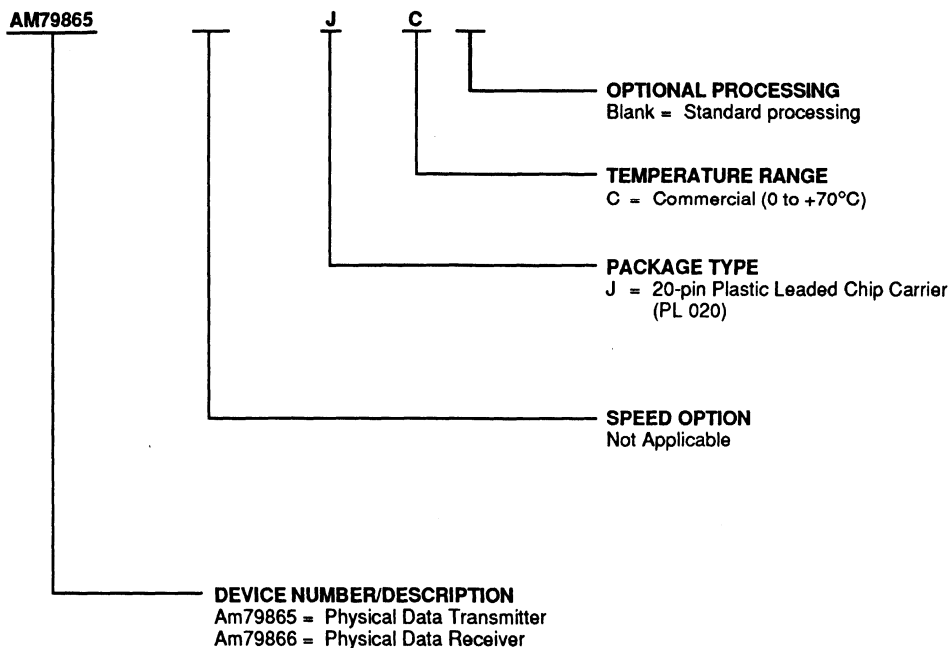 AM79865 J C
OPTIONAL PROCESSING
Blank = Standard processing
TEMPERATURE RANGE
C = Commercial (0 to +70°C)
PACKAGE TYPE
J = 20-pin Plastic Leaded Chip Carrier
(PL 020)
SPEED OPTION
Not Applicable
DEVICE NUMBER/DESCRIPTION
Am79865 = Physical Data Transmitter
Am79866 = Physical Data Receiver